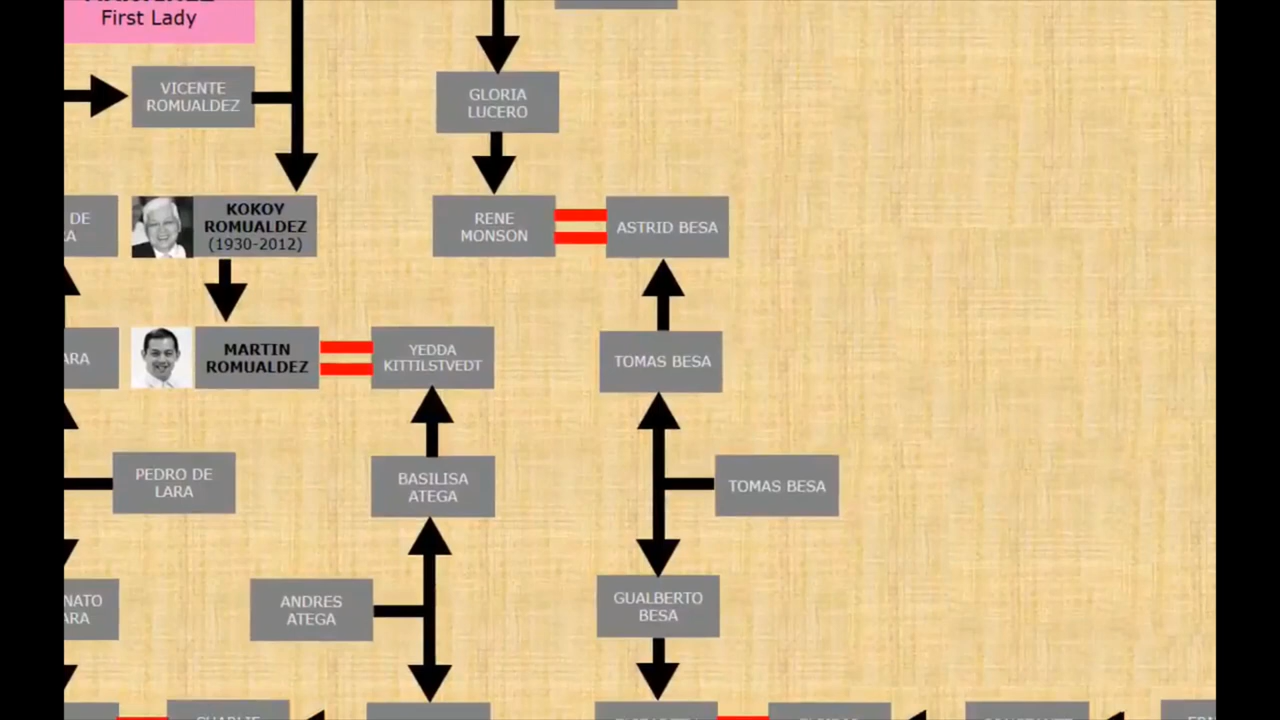 First Lady
VICENTE
ROMUALDEZ
GLORIA
LUCERO
DE
KOKOY
ROMUALDEZ
(1930-2012)
RENE
MONSON
ASTRID BESA
MARTIN
ROMUALDEZ
YEDDA
KITTILSTVEDT
TOMAS BESA
PEDRO DE
LARA
BASILISA
ATEGA
TOMAS BESA
ANDRES
ATEGA
GUALBERTO
BESA